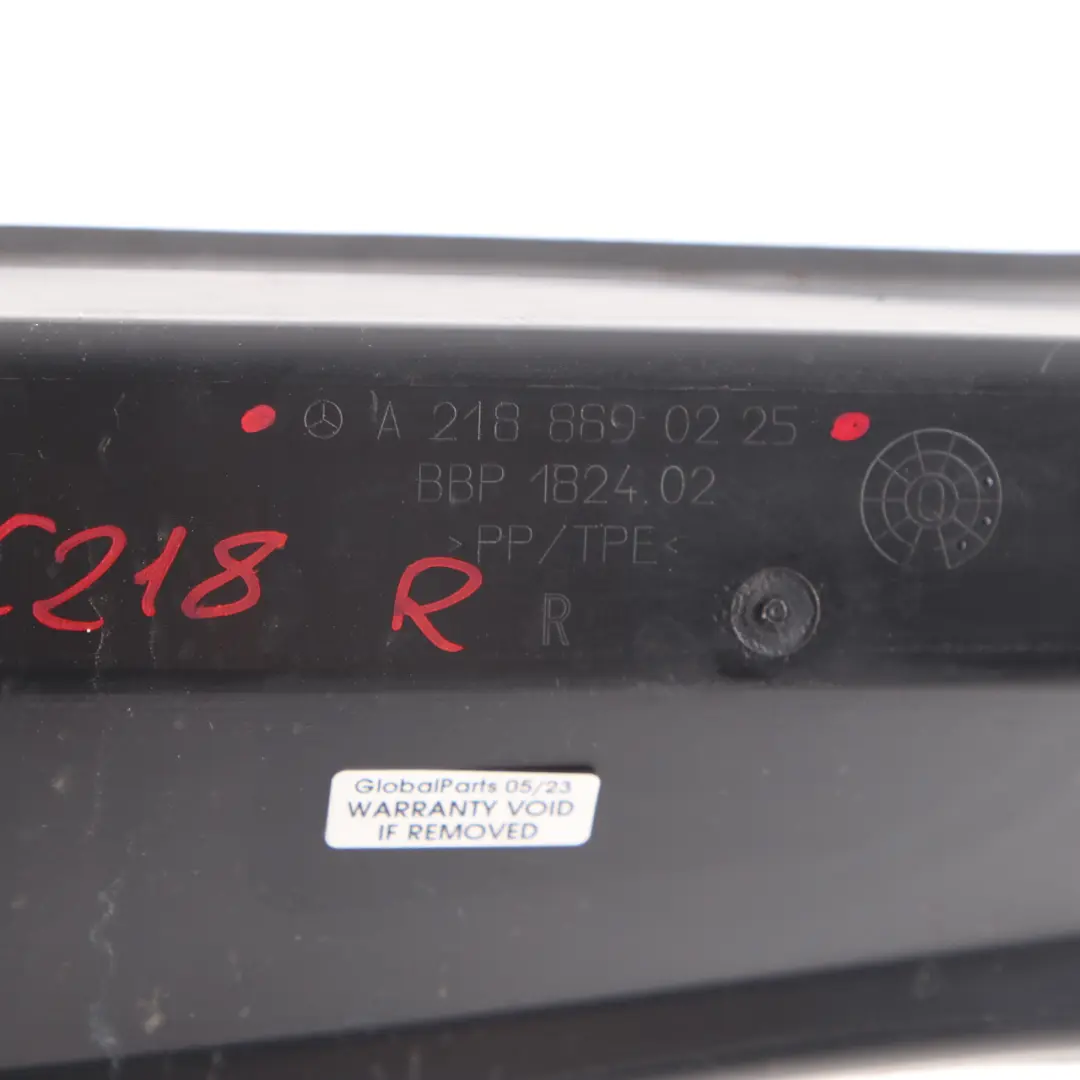 A 218 889 02 25
BBP 1824.02
>PP/TPE<
C218 R
R
Q
GlobalParts 05/23
WARRANTY VOID
IF REMOVED